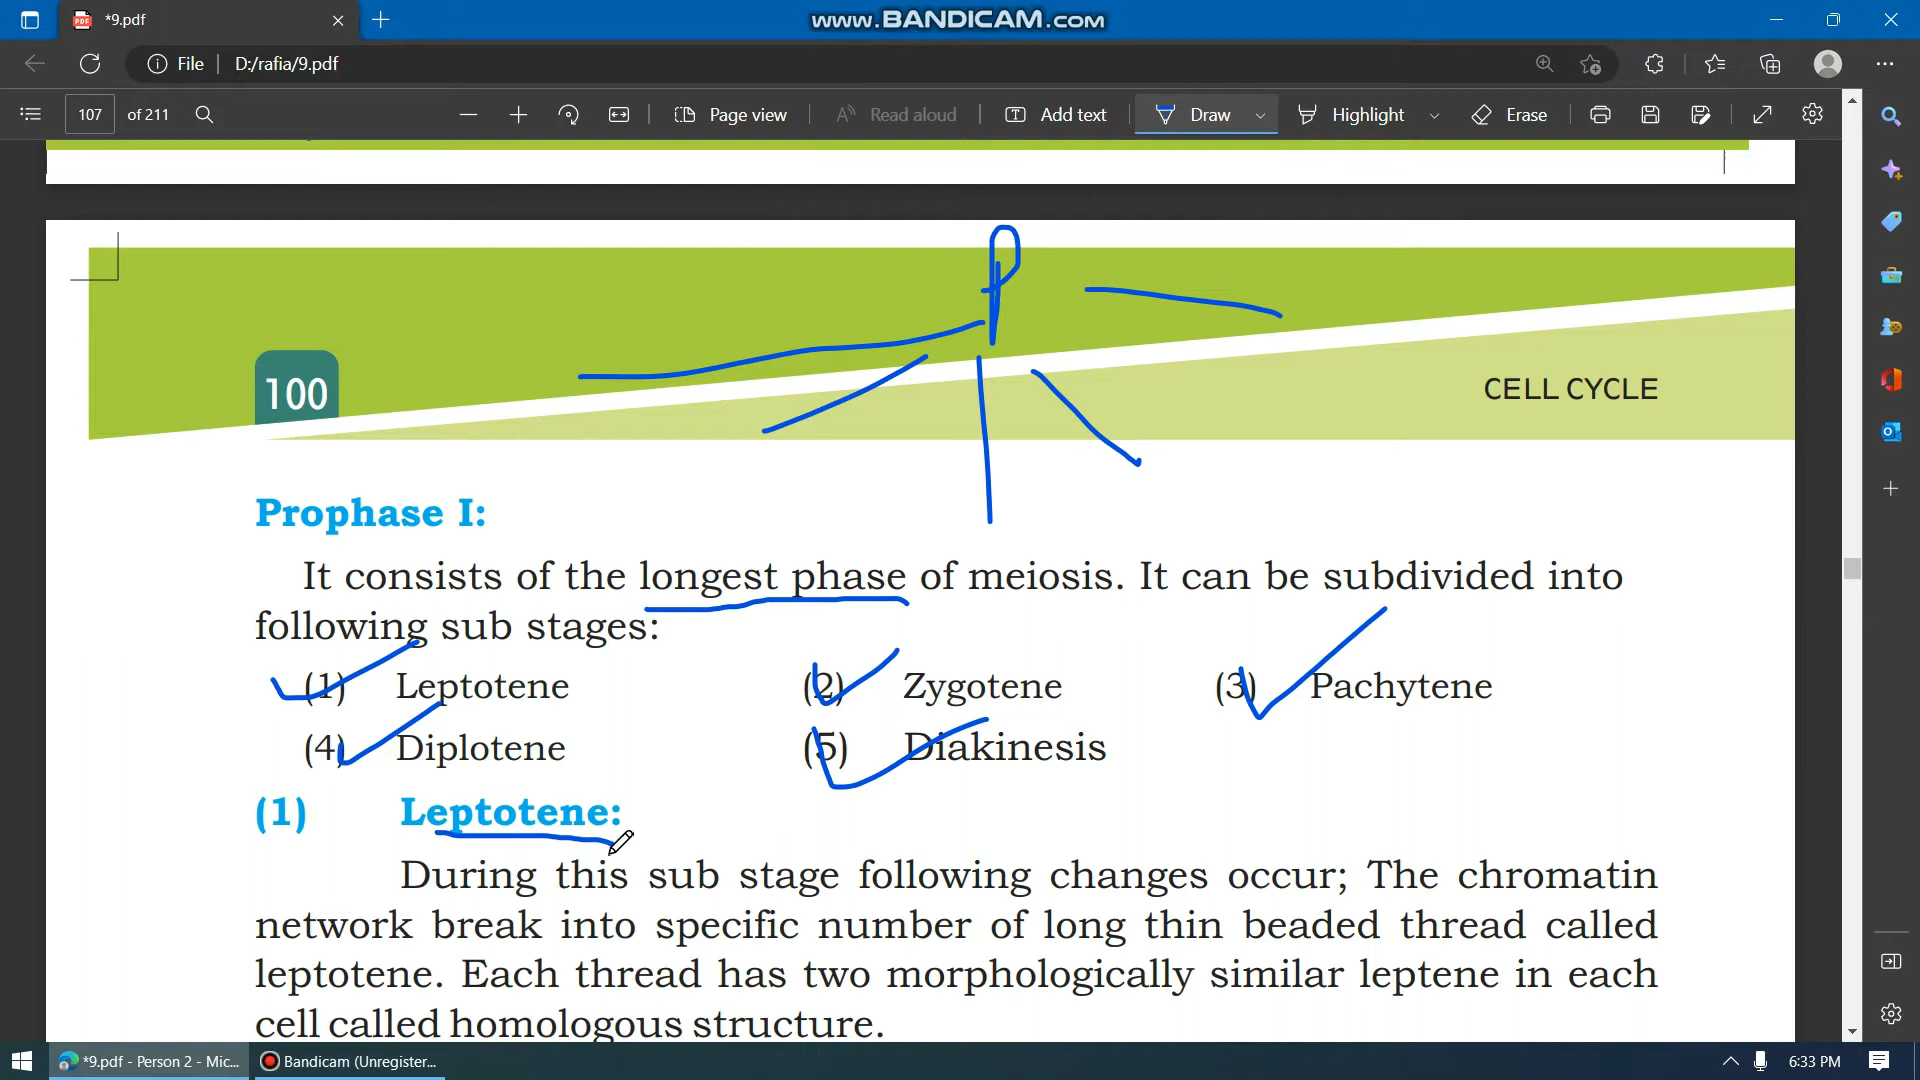 *9.pdf
www.BANDICAM.com
File D:/rafia/9.pdf
107 of 211 Page view Read aloud Add text Draw Highlight Erase
P
100
CELL CYCLE
Prophase I:
It consists of the longest phase of meiosis. It can be subdivided into
following sub stages:
(1) Leptotene (2) Zygotene (3) Pachytene
(4) Diplotene (5) Diakinesis
(1) Leptotene:
During this sub stage following changes occur; The chromatin
network break into specific number of long thin beaded thread called
leptotene. Each thread has two morphologically similar leptene in each
cell called homologous structure.
*9.pdf - Person 2 - Mic... Bandicam (Unregister... 6:33 PM